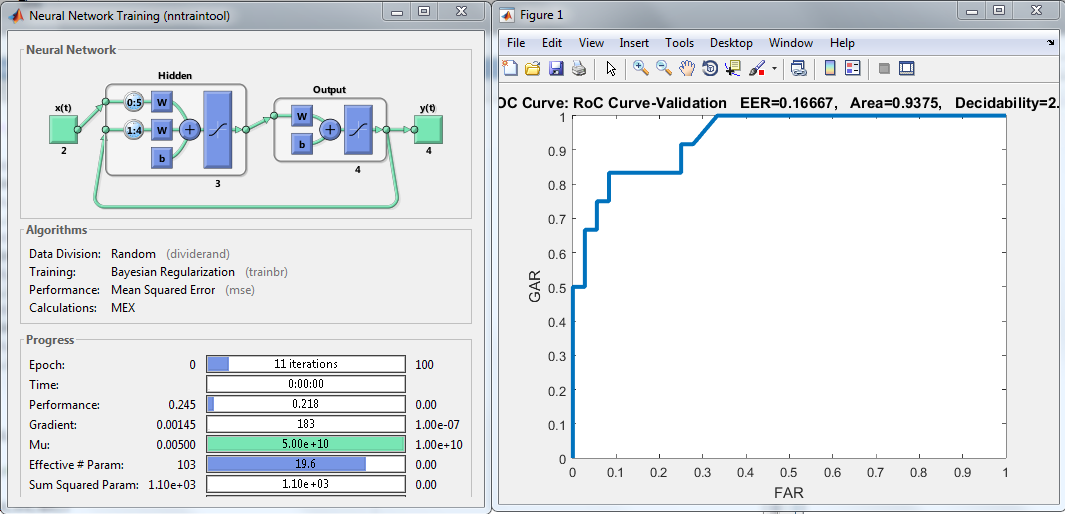 Neural Network Training (nntraintool)
Neural Network
Hidden
Output
x(t)
y(t)
0:5 W
W
1:4 W
b
b
2
3
4
4
Algorithms
Data Division: Random (dividerand)
Training: Bayesian Regularization (trainbr)
Performance: Mean Squared Error (mse)
Calculations: MEX
Progress
Epoch: 0 11 iterations 100
Time: 0:00:00
Performance: 0.245 0.218 0.00
Gradient: 0.00145 183 1.00e-07
Mu: 0.00500 5.00e+10 1.00e+10
Effective # Param: 103 19.6 0.00
Sum Squared Param: 1.10e+03 1.10e+03 0.00
Figure 1
File Edit View Insert Tools Desktop Window Help
OC Curve: RoC Curve-Validation EER=0.16667, Area=0.9375, Decidability=2.
1
0.9
0.8
0.7
0.6
0.5
0.4
0.3
0.2
0.1
0
GAR
0 0.1 0.2 0.3 0.4 0.5 0.6 0.7 0.8 0.9 1
FAR